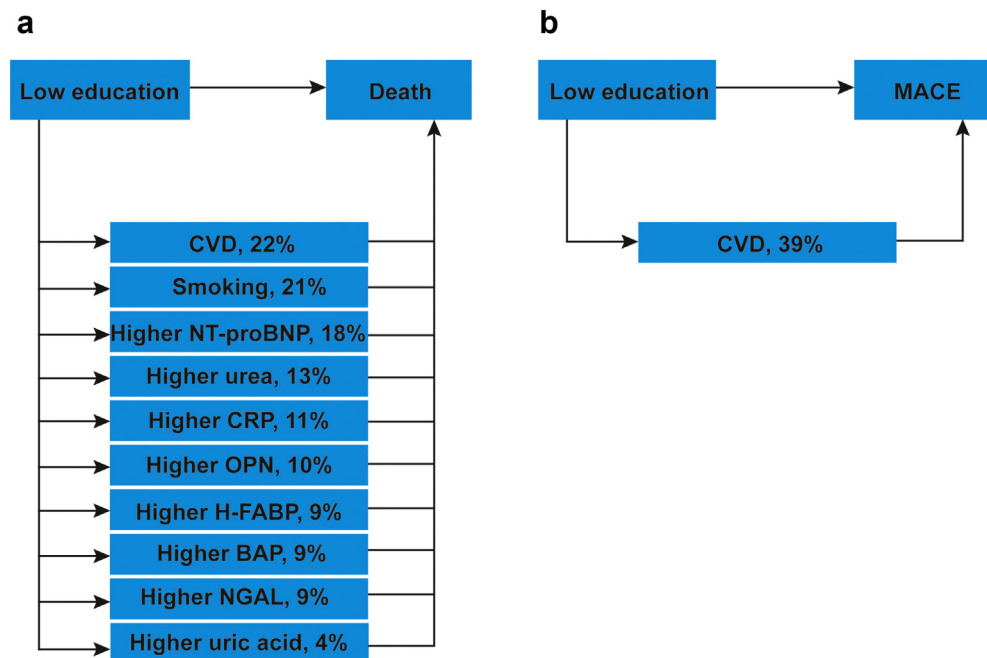 a
Low education
Death
CVD, 22%
Smoking, 21%
Higher NT-proBNP, 18%
Higher urea, 13%
Higher CRP, 11%
Higher OPN, 10%
Higher H-FABP, 9%
Higher BAP, 9%
Higher NGAL, 9%
Higher uric acid, 4%
b
Low education
MACE
CVD, 39%